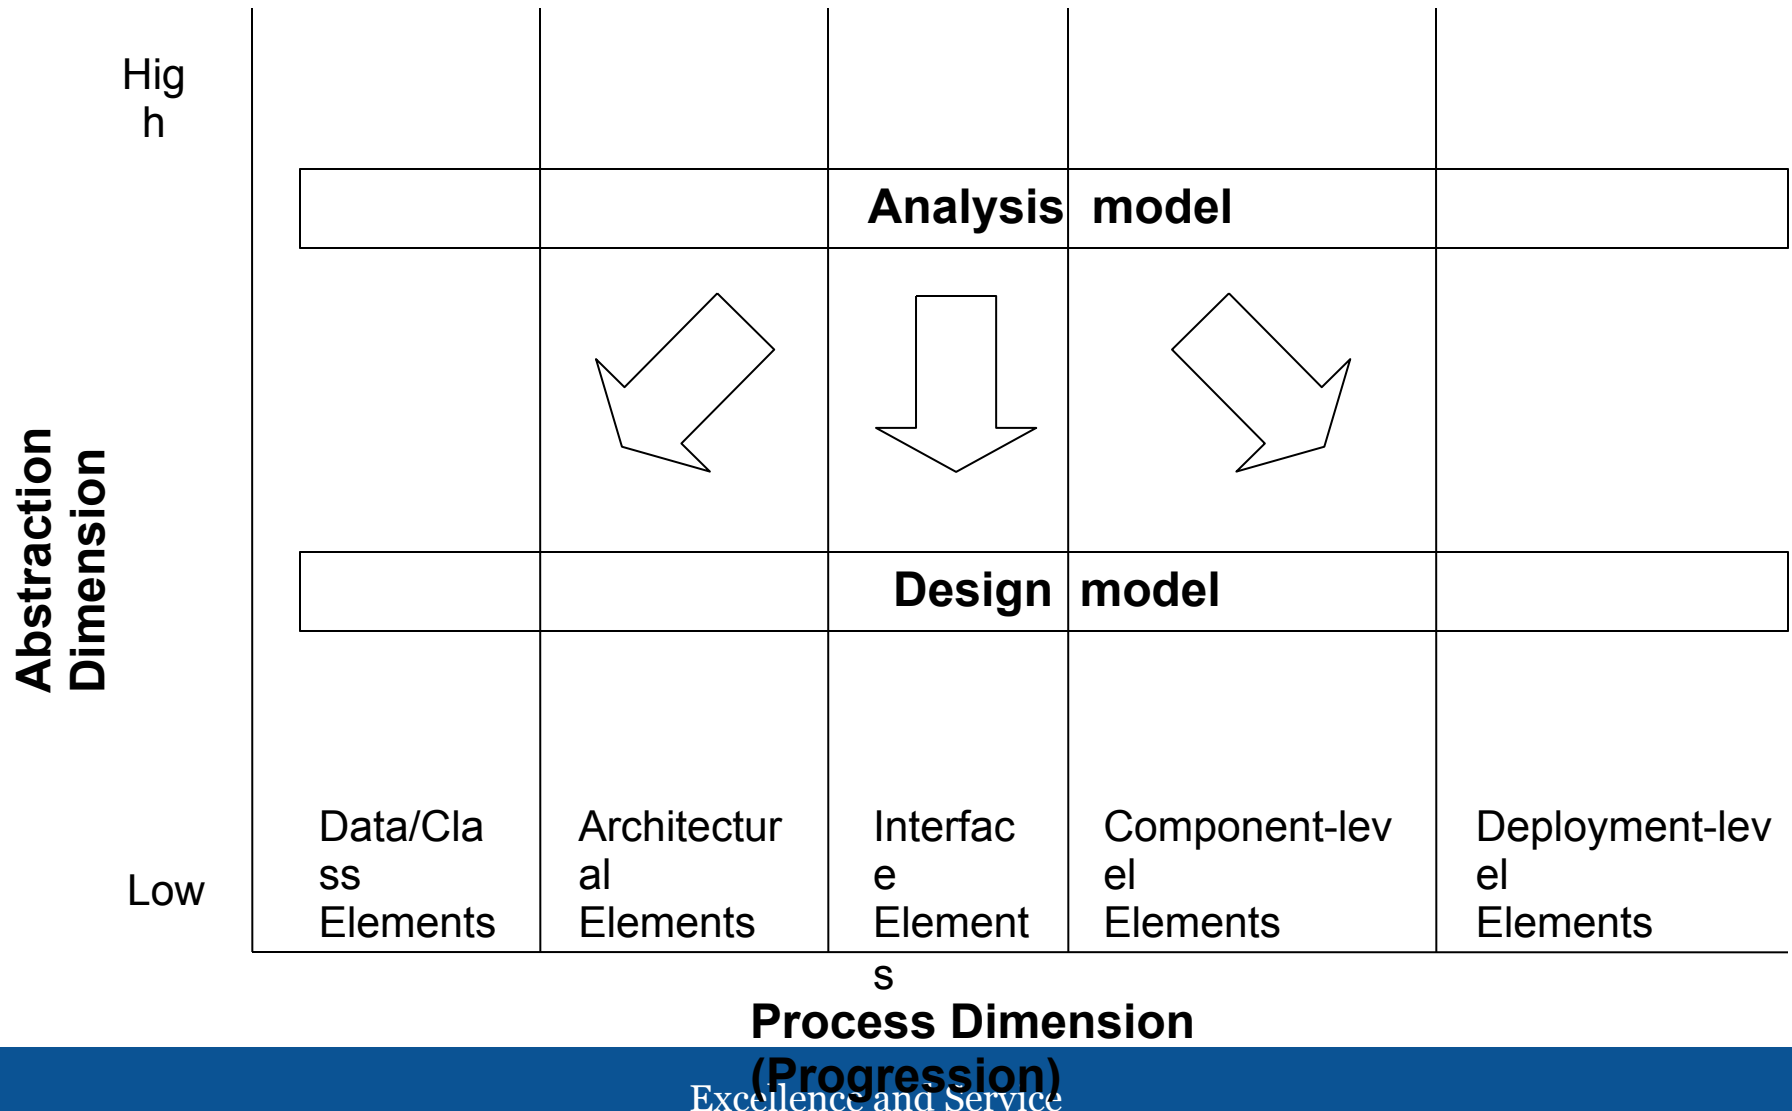 Hig
h
Analysis model
Abstraction
Dimension
Design model
Low
Data/Cla
ss
Elements
Architectur
al
Elements
Interfac
e
Element
s
Component-lev
el
Elements
Deployment-lev
el
Elements
Process Dimension
(Progression)
Excellence and Service